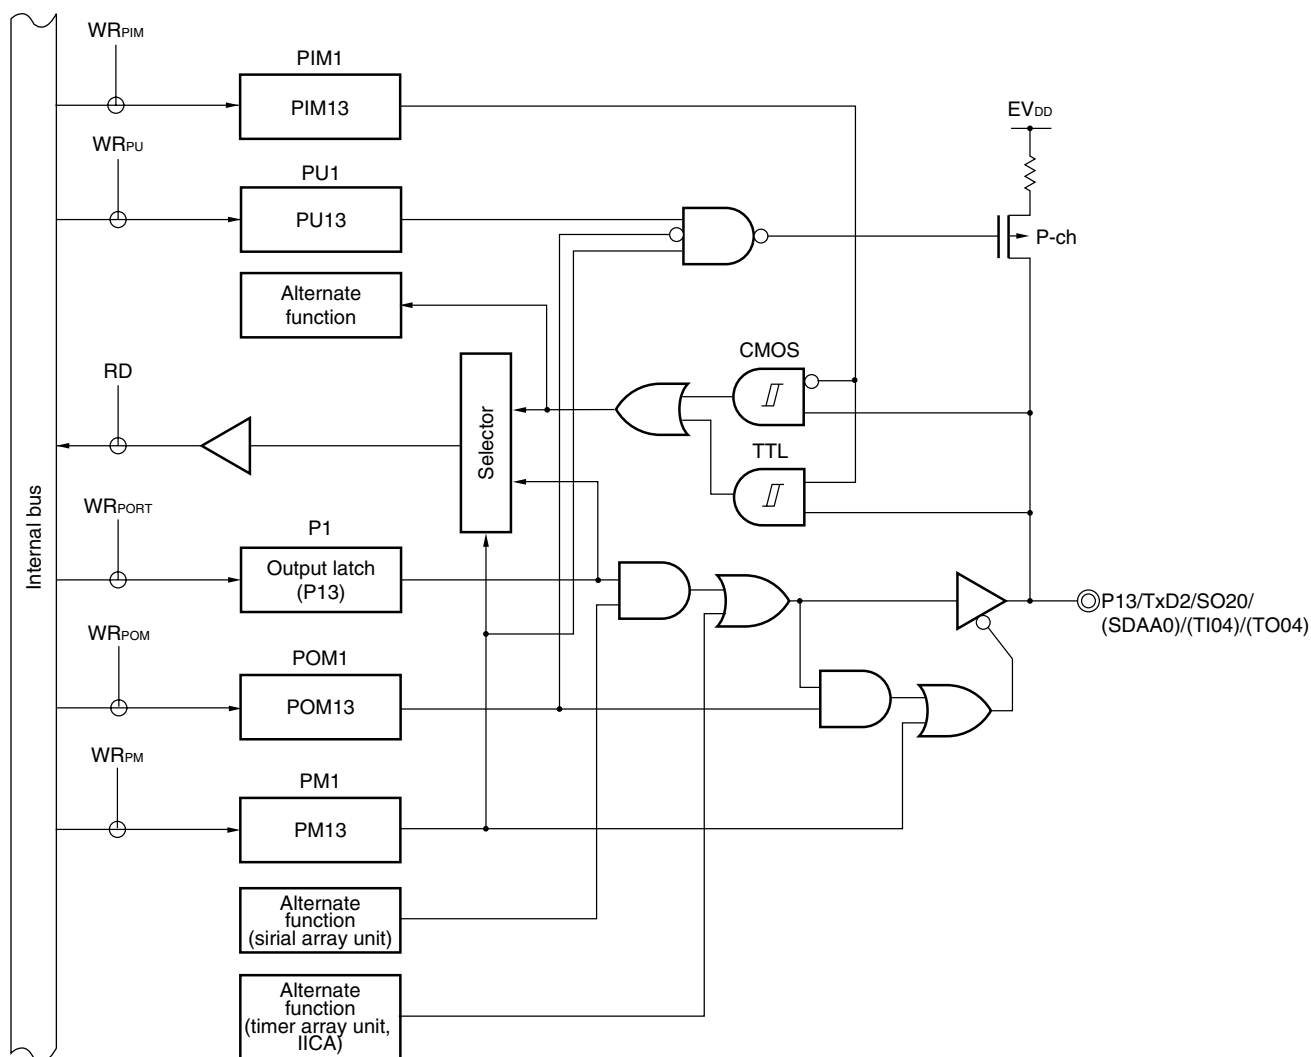 WRPIM
PIM1
PIM13
EVDD
WRPU
PU1
PU13
P-ch
Alternate
function
CMOS
RD
Selector
TTL
Internal bus
WRPORT
P1
Output latch
(P13)
P13/TxD2/SO20/
(SDAA0)/(TI04)/(TO04)
WRPOM
POM1
POM13
WRPM
PM1
PM13
Alternate
function
(sirial array unit)
Alternate
function
(timer array unit,
IICA)